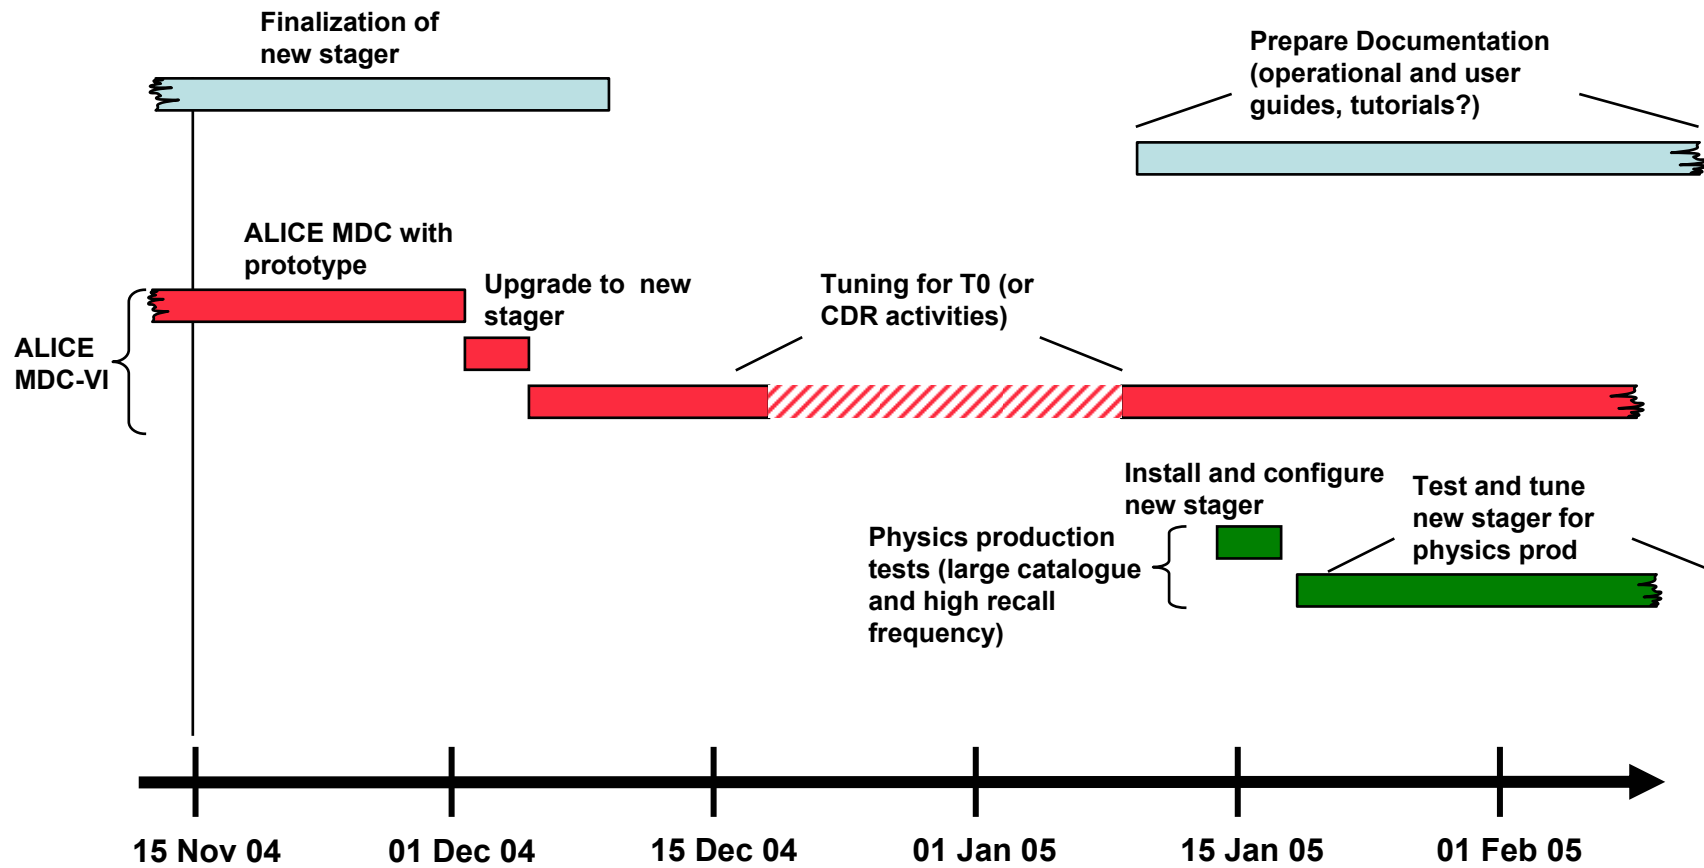 Finalization of
new stager
Prepare Documentation
(operational and user
guides, tutorials?)
ALICE MDC with
prototype
Upgrade to  new
stager
Tuning for T0 (or
CDR activities)
ALICE
MDC-VI
Install and configure
new stager
Test and tune
new stager for
physics prod
Physics production
tests (large catalogue
and high recall
frequency)
15 Nov 04
01 Dec 04
15 Dec 04
01 Jan 05
15 Jan 05
01 Feb 05